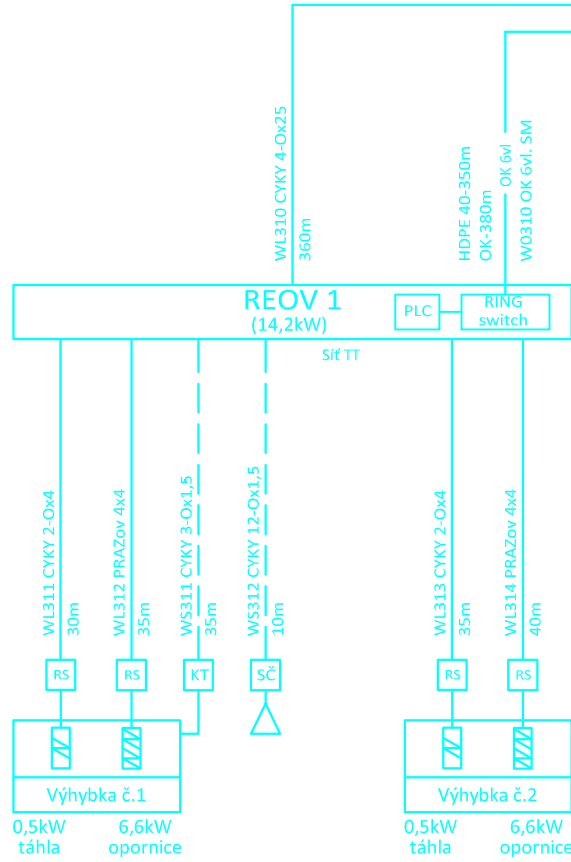 WL310 CYKY 4-Ox25
360m
HDPE 40-350m
OK-380m
OK 6vl
W0310 OK 6vl. SM
REOV 1
(14,2kW)
PLC
RING
switch
Síť TT
WL311 CYKY 2-Ox4
30m
WL312 PRAZov 4x4
35m
WS311 CYKY 3-Ox1,5
35m
WS312 CYKY 12-Ox1,5
10m
WL313 CYKY 2-Ox4
35m
WL314 PRAZov 4x4
40m
RS
RS
KT
SČ
RS
RS
Výhybka č.1
Výhybka č.2
0,5kW
táhla
6,6kW
opornice
0,5kW
táhla
6,6kW
opornice